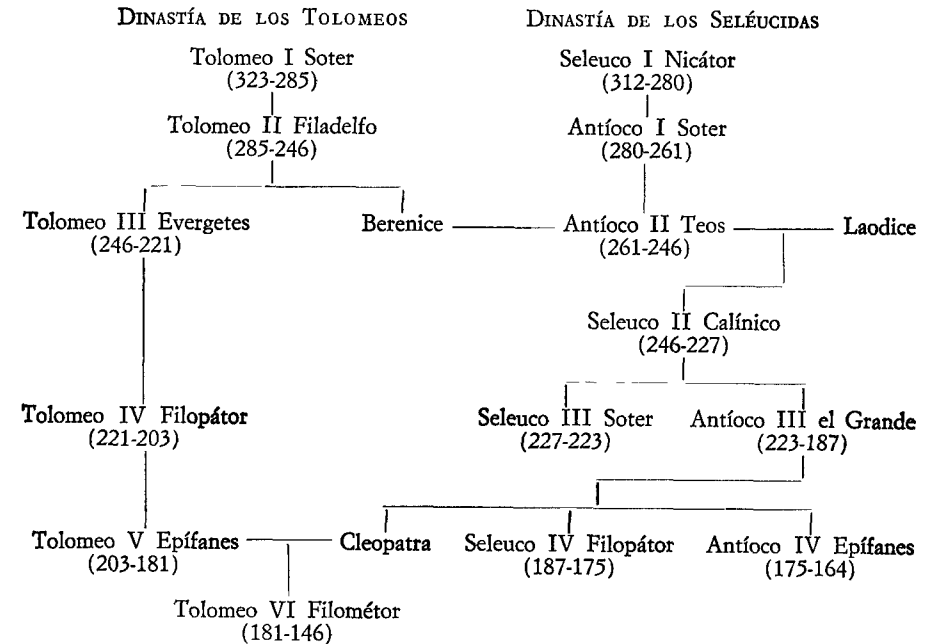 DINASTÍA DE LOS TOLOMEOS
DINASTÍA DE LOS SELÉUCIDAS
Tolomeo I Soter
(323-285)
Seleuco I Nicátor
(312-280)
Tolomeo II Filadelfo
(285-246)
Antíoco I Soter
(280-261)
Tolomeo III Evergetes
(246-221)
Berenice
Antíoco II Teos
(261-246)
Laodice
Seleuco II Calínico
(246-227)
Tolomeo IV Filopátor
(221-203)
Seleuco III Soter
(227-223)
Antíoco III el Grande
(223-187)
Tolomeo V Epífanes
(203-181)
Cleopatra
Seleuco IV Filopátor
(187-175)
Antíoco IV Epífanes
(175-164)
Tolomeo VI Filométor
(181-146)